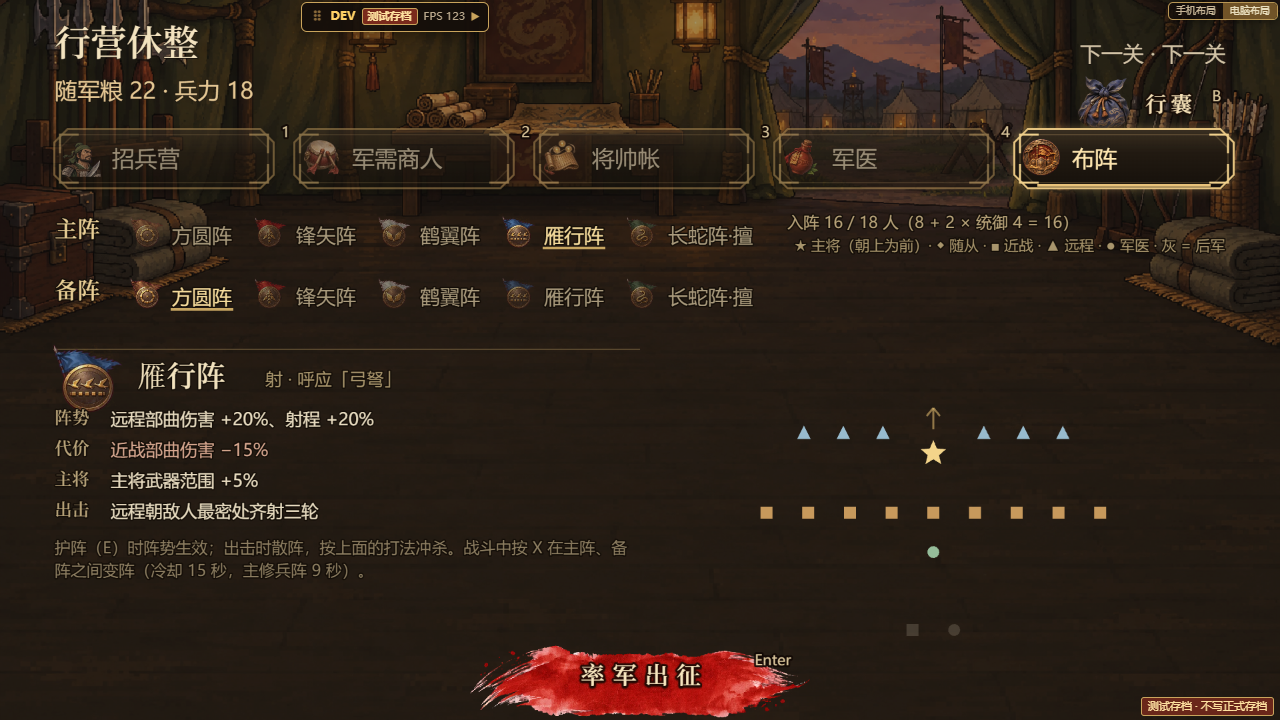 DEV 测试存档 FPS 123 ▶
手机布局 电脑布局
行营休整
下一关 · 下一关
随军粮 22 · 兵力 18
行囊 B
招兵营 1
军需商人 2
将帅帐 3
军医 4
布阵
主阵 方圆阵 锋矢阵 鹤翼阵 雁行阵 长蛇阵·擅
入阵 16 / 18 人（8 + 2 × 统御 4 = 16）
★ 主将（朝上为前）· ◆ 随从 · ■ 近战 · ▲ 远程 · ● 军医 · 灰 = 后军
备阵 方圆阵 锋矢阵 鹤翼阵 雁行阵 长蛇阵·擅
雁行阵 射 · 呼应「弓弩」
阵势 远程部曲伤害 +20%、射程 +20%
代价 近战部曲伤害 −15%
主将 主将武器范围 +5%
出击 远程朝敌人最密处齐射三轮
护阵（E）时阵势生效；出击时散阵，按上面的打法冲杀。战斗中按 X 在主阵、备
阵之间变阵（冷却 15 秒，主修兵阵 9 秒）。
率军出征 Enter
测试存档 · 不写正式存档